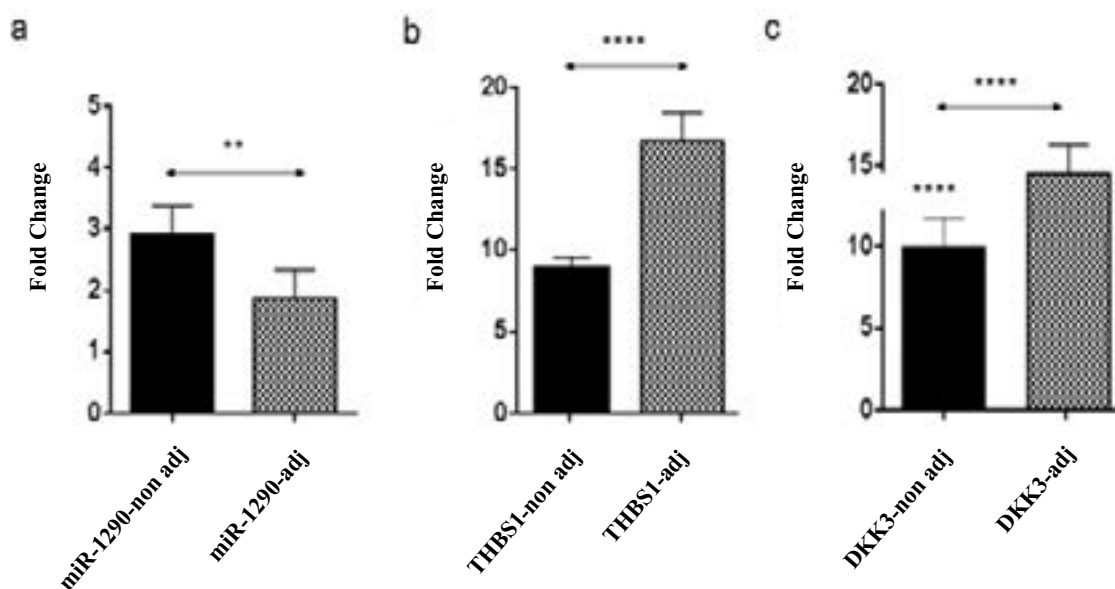 a
5
4
3
2
1
0
Fold Change
**
miR-1290-non adj
miR-1290-adj
b
****
20
15
10
5
0
Fold Change
THBS1-non adj
THBS1-adj
c
****
20
15
10
5
0
Fold Change
****
DKK3-non adj
DKK3-adj